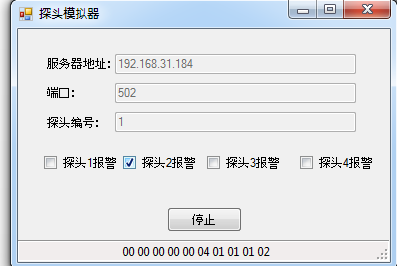 探头模拟器
服务器地址: 192.168.31.184
端口: 502
探头编号: 1
探头1报警 探头2报警 探头3报警 探头4报警
停止
00 00 00 00 00 04 01 01 01 02